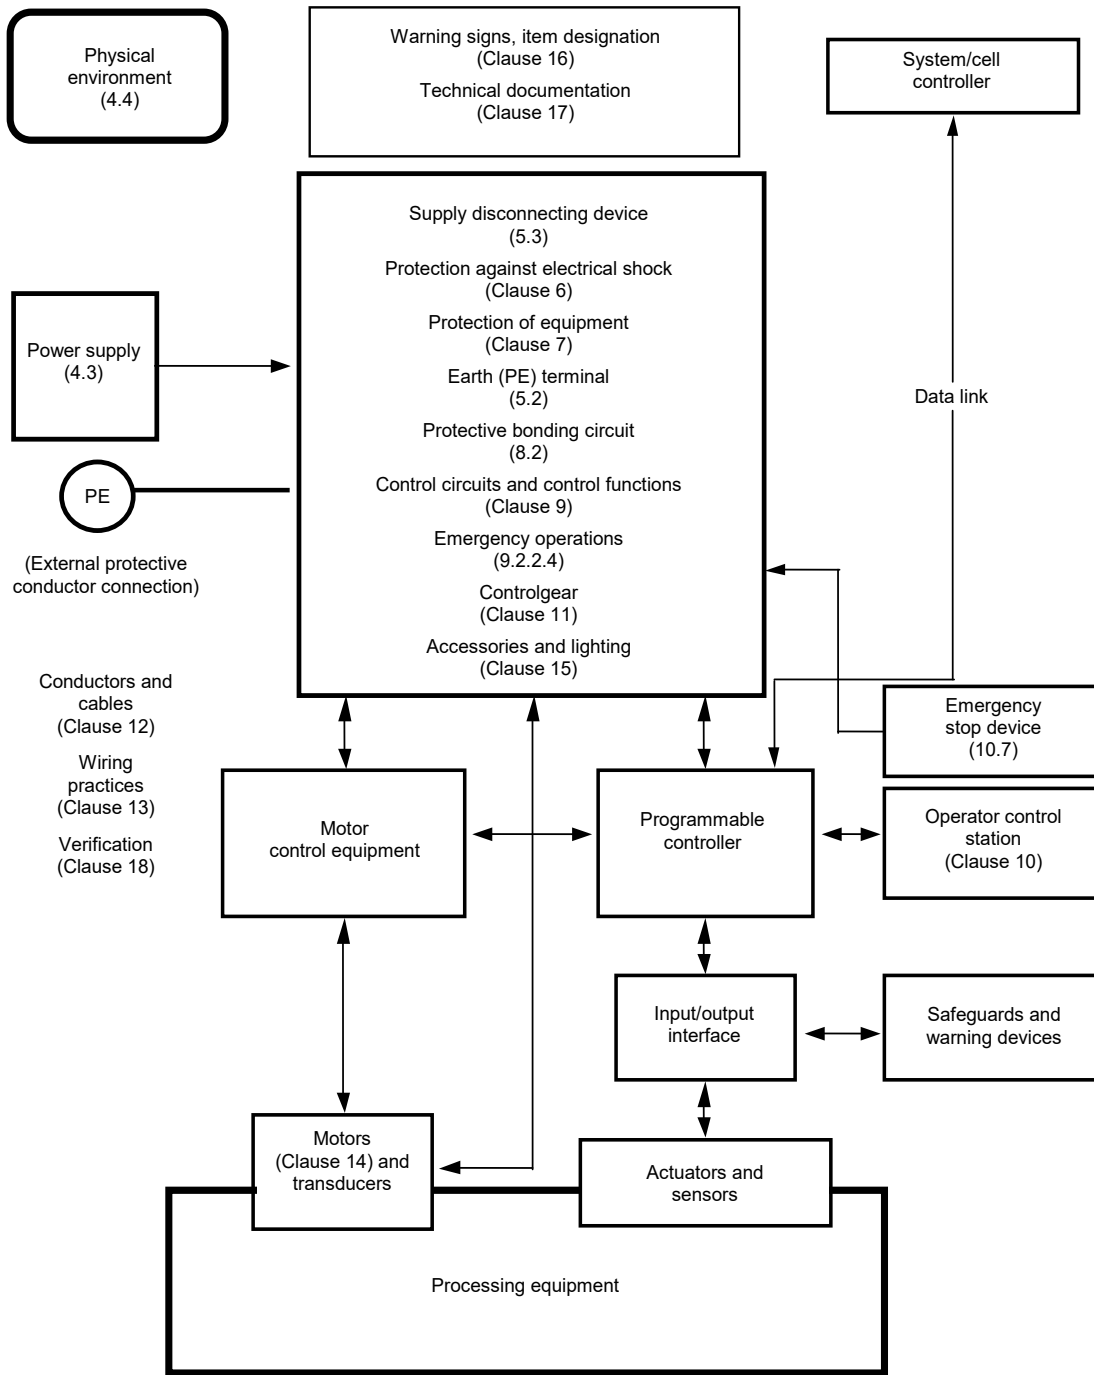 Physical
environment
(4.4)
Warning signs, item designation
(Clause 16)
Technical documentation
(Clause 17)
System/cell
controller
Supply disconnecting device
(5.3)
Protection against electrical shock
(Clause 6)
Protection of equipment
(Clause 7)
Earth (PE) terminal
(5.2)
Protective bonding circuit
(8.2)
Control circuits and control functions
(Clause 9)
Emergency operations
(9.2.2.4)
Controlgear
(Clause 11)
Accessories and lighting
(Clause 15)
Power supply
(4.3)
Data link
PE
(External protective
conductor connection)
Conductors and
cables
(Clause 12)
Wiring
practices
(Clause 13)
Verification
(Clause 18)
Emergency
stop device
(10.7)
Motor
control equipment
Programmable
controller
Operator control
station
(Clause 10)
Input/output
interface
Safeguards and
warning devices
Motors
(Clause 14) and
transducers
Actuators and
sensors
Processing equipment